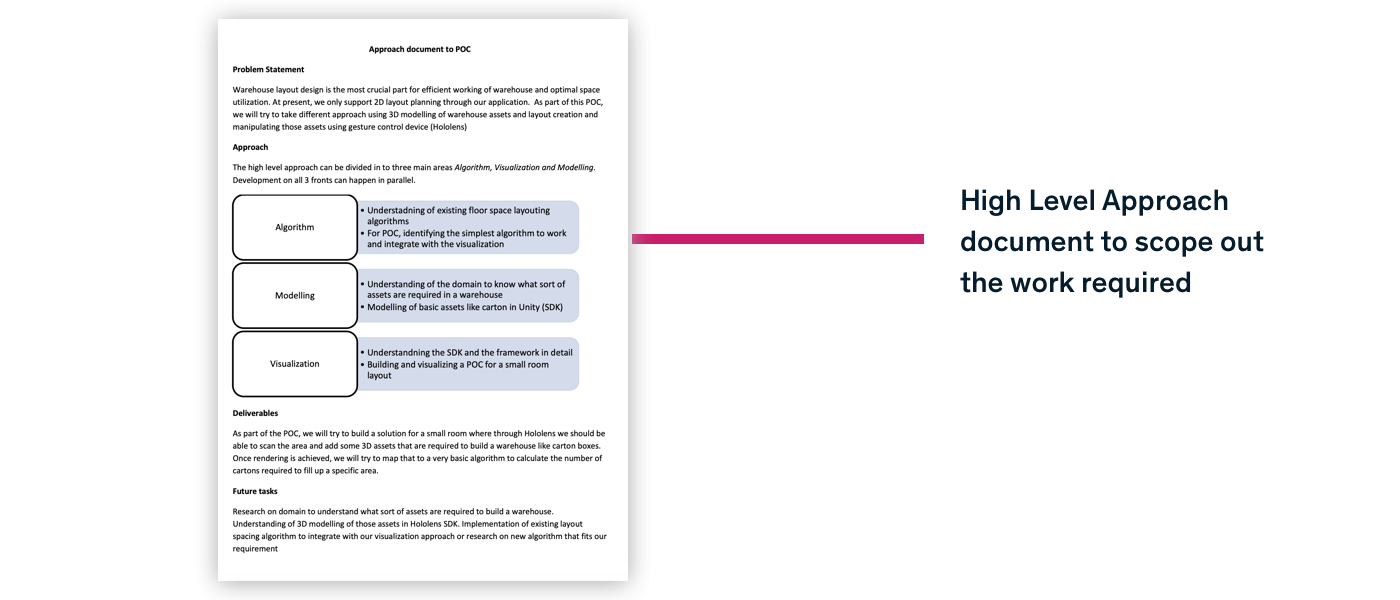 Approach document to POC
Problem Statement
Warehouse layout design is the most crucial part for efficient working of warehouse and optimal space
utilization. At present, we only support 2D layout planning through our application.  As part of this POC,
we will try to take different approach using 3D modelling of warehouse assets and layout creation and
manipulating those assets using gesture control device (Hololens)
Approach
The high level approach can be divided in to three main areas Algorithm, Visualization and Modelling.
Development on all 3 fronts can happen in parallel.
Algorithm
• Understadning of existing floor space layouting
algorithms
• For POC, identifying the simplest algorithm to work
and integrate with the visualization
Modelling
• Understanding of the domain to know what sort of
assets are required in a warehouse
• Modelling of basic assets like carton in Unity (SDK)
Visualization
• Understandning the SDK and the framework in detail
• Building and visualizing a POC for a small room
layout
Deliverables
As part of the POC, we will try to build a solution for a small room where through Hololens we should be
able to scan the area and add some 3D assets that are required to build a warehouse like carton boxes.
Once rendering is achieved, we will try to map that to a very basic algorithm to calculate the number of
cartons required to fill up a specific area.
Future tasks
Research on domain to understand what sort of assets are required to build a warehouse.
Understanding of 3D modelling of those assets in Hololens SDK. Implementation of existing layout
spacing algorithm to integrate with our visualization approach or research on new algorithm that fits our
requirement
High Level Approach
document to scope out
the work required